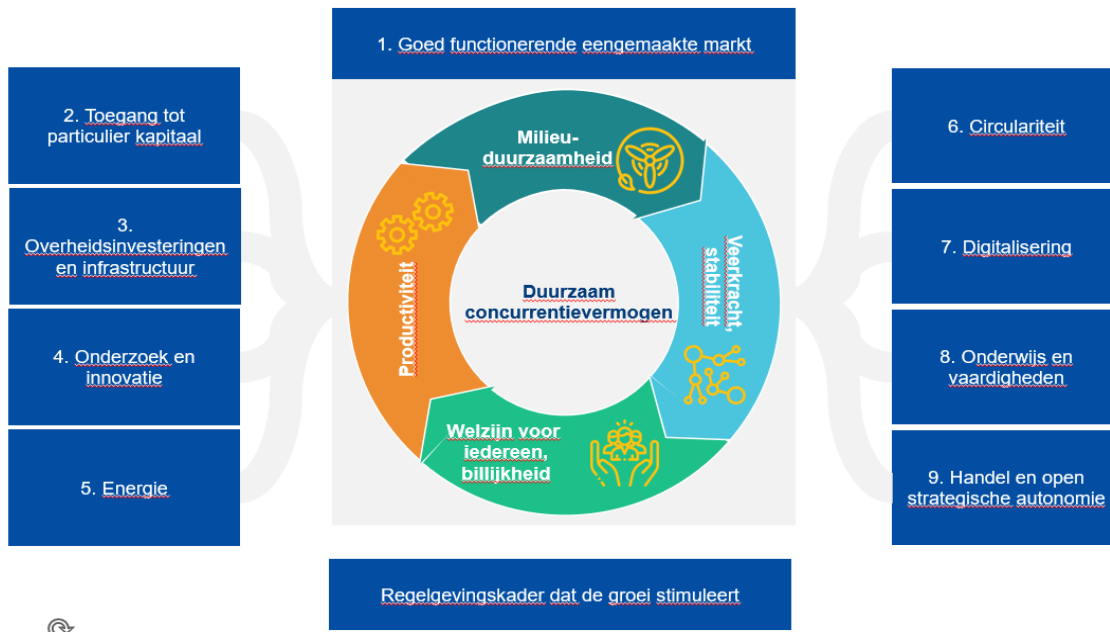 1. Goed functionerende eengemaakte markt
2. Toegang tot
particulier kapitaal
3.
Overheidsinvesteringen
en infrastructuur
4. Onderzoek en
innovatie
5. Energie
Milieu-
duurzaamheid
Veerkracht,
stabiliteit
Welzijn voor
iedereen,
billijkheid
Productiviteit
Duurzaam
concurrentievermogen
6. Circulariteit
7. Digitalisering
8. Onderwijs en
vaardigheden
9. Handel en open
strategische autonomie
Regelgevingskader dat de groei stimuleert